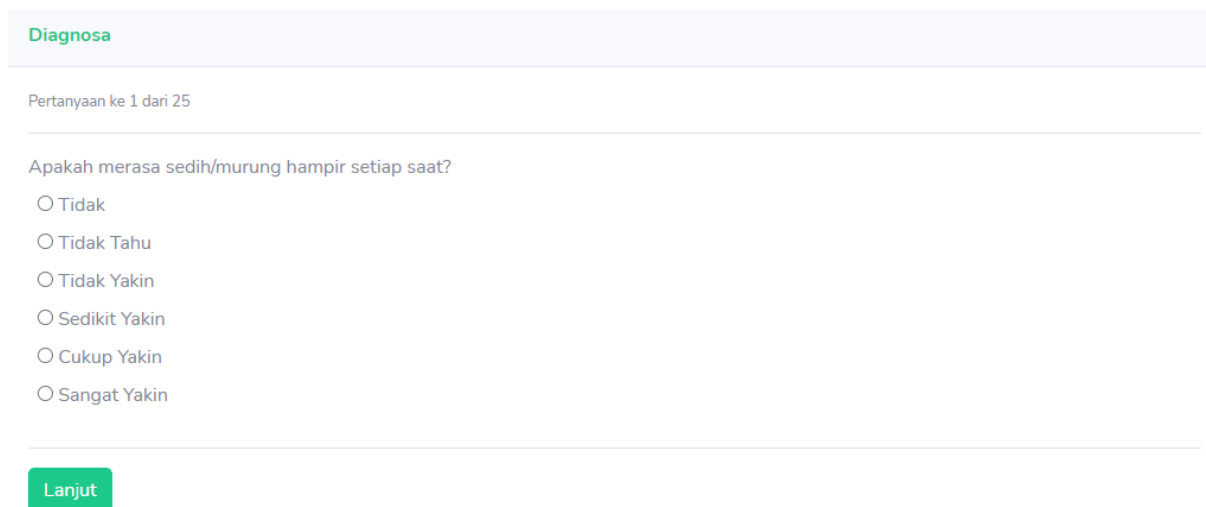 Diagnosa
Pertanyaan ke 1 dari 25
Apakah merasa sedih/murung hampir setiap saat?
Tidak
Tidak Tahu
Tidak Yakin
Sedikit Yakin
Cukup Yakin
Sangat Yakin
Lanjut